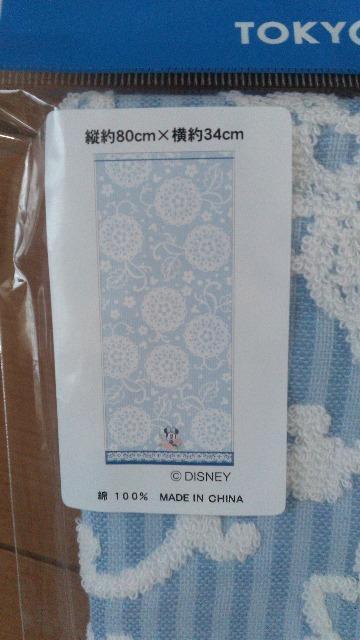 TOKYO
縦約80cm×横約34cm
© DISNEY
綿 100% MADE IN CHINA